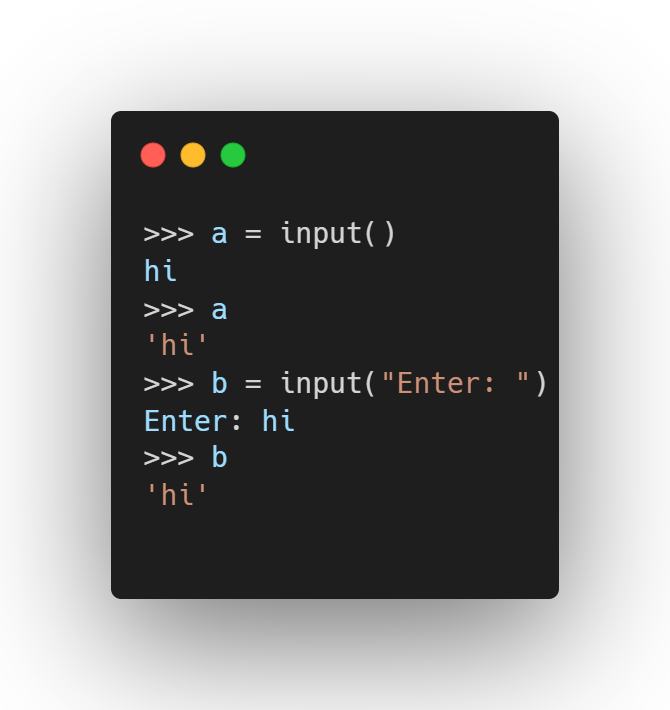 >>> a = input()
hi
>>> a
'hi'
>>> b = input("Enter: ")
Enter: hi
>>> b
'hi'